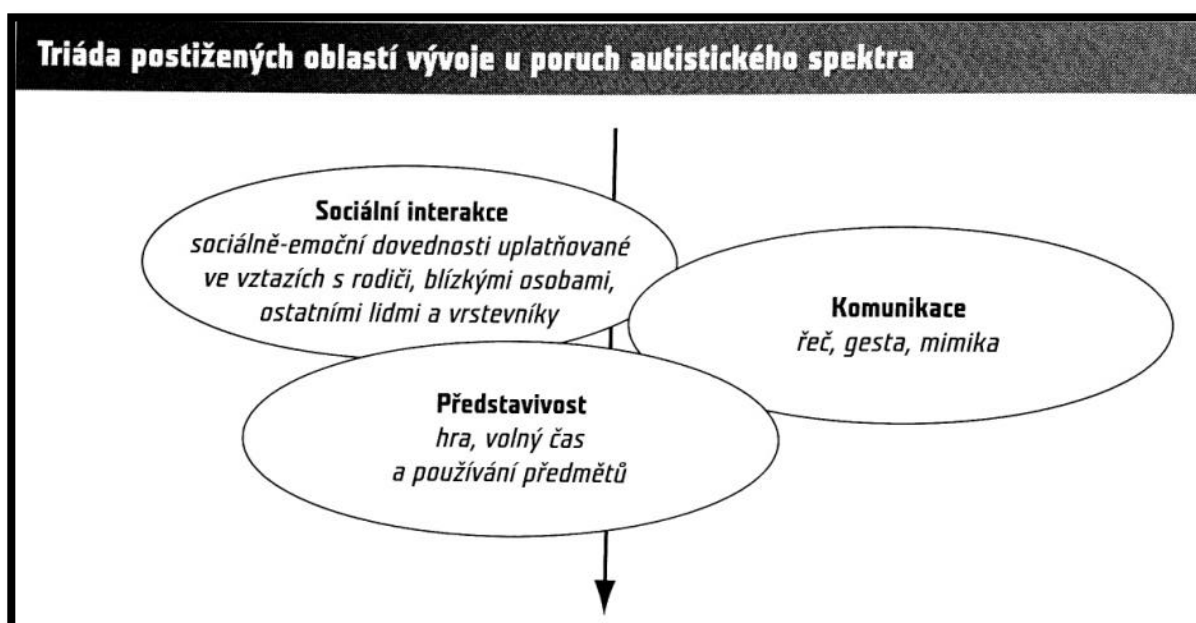 Triáda postižených oblastí vývoje u poruch autistického spektra
Sociální interakce
sociálně-emoční dovednosti uplatňované
ve vztazích s rodiči, blízkými osobami,
ostatními lidmi a vrstevníky
Komunikace
řeč, gesta, mimika
Představivost
hra, volný čas
a používání předmětů